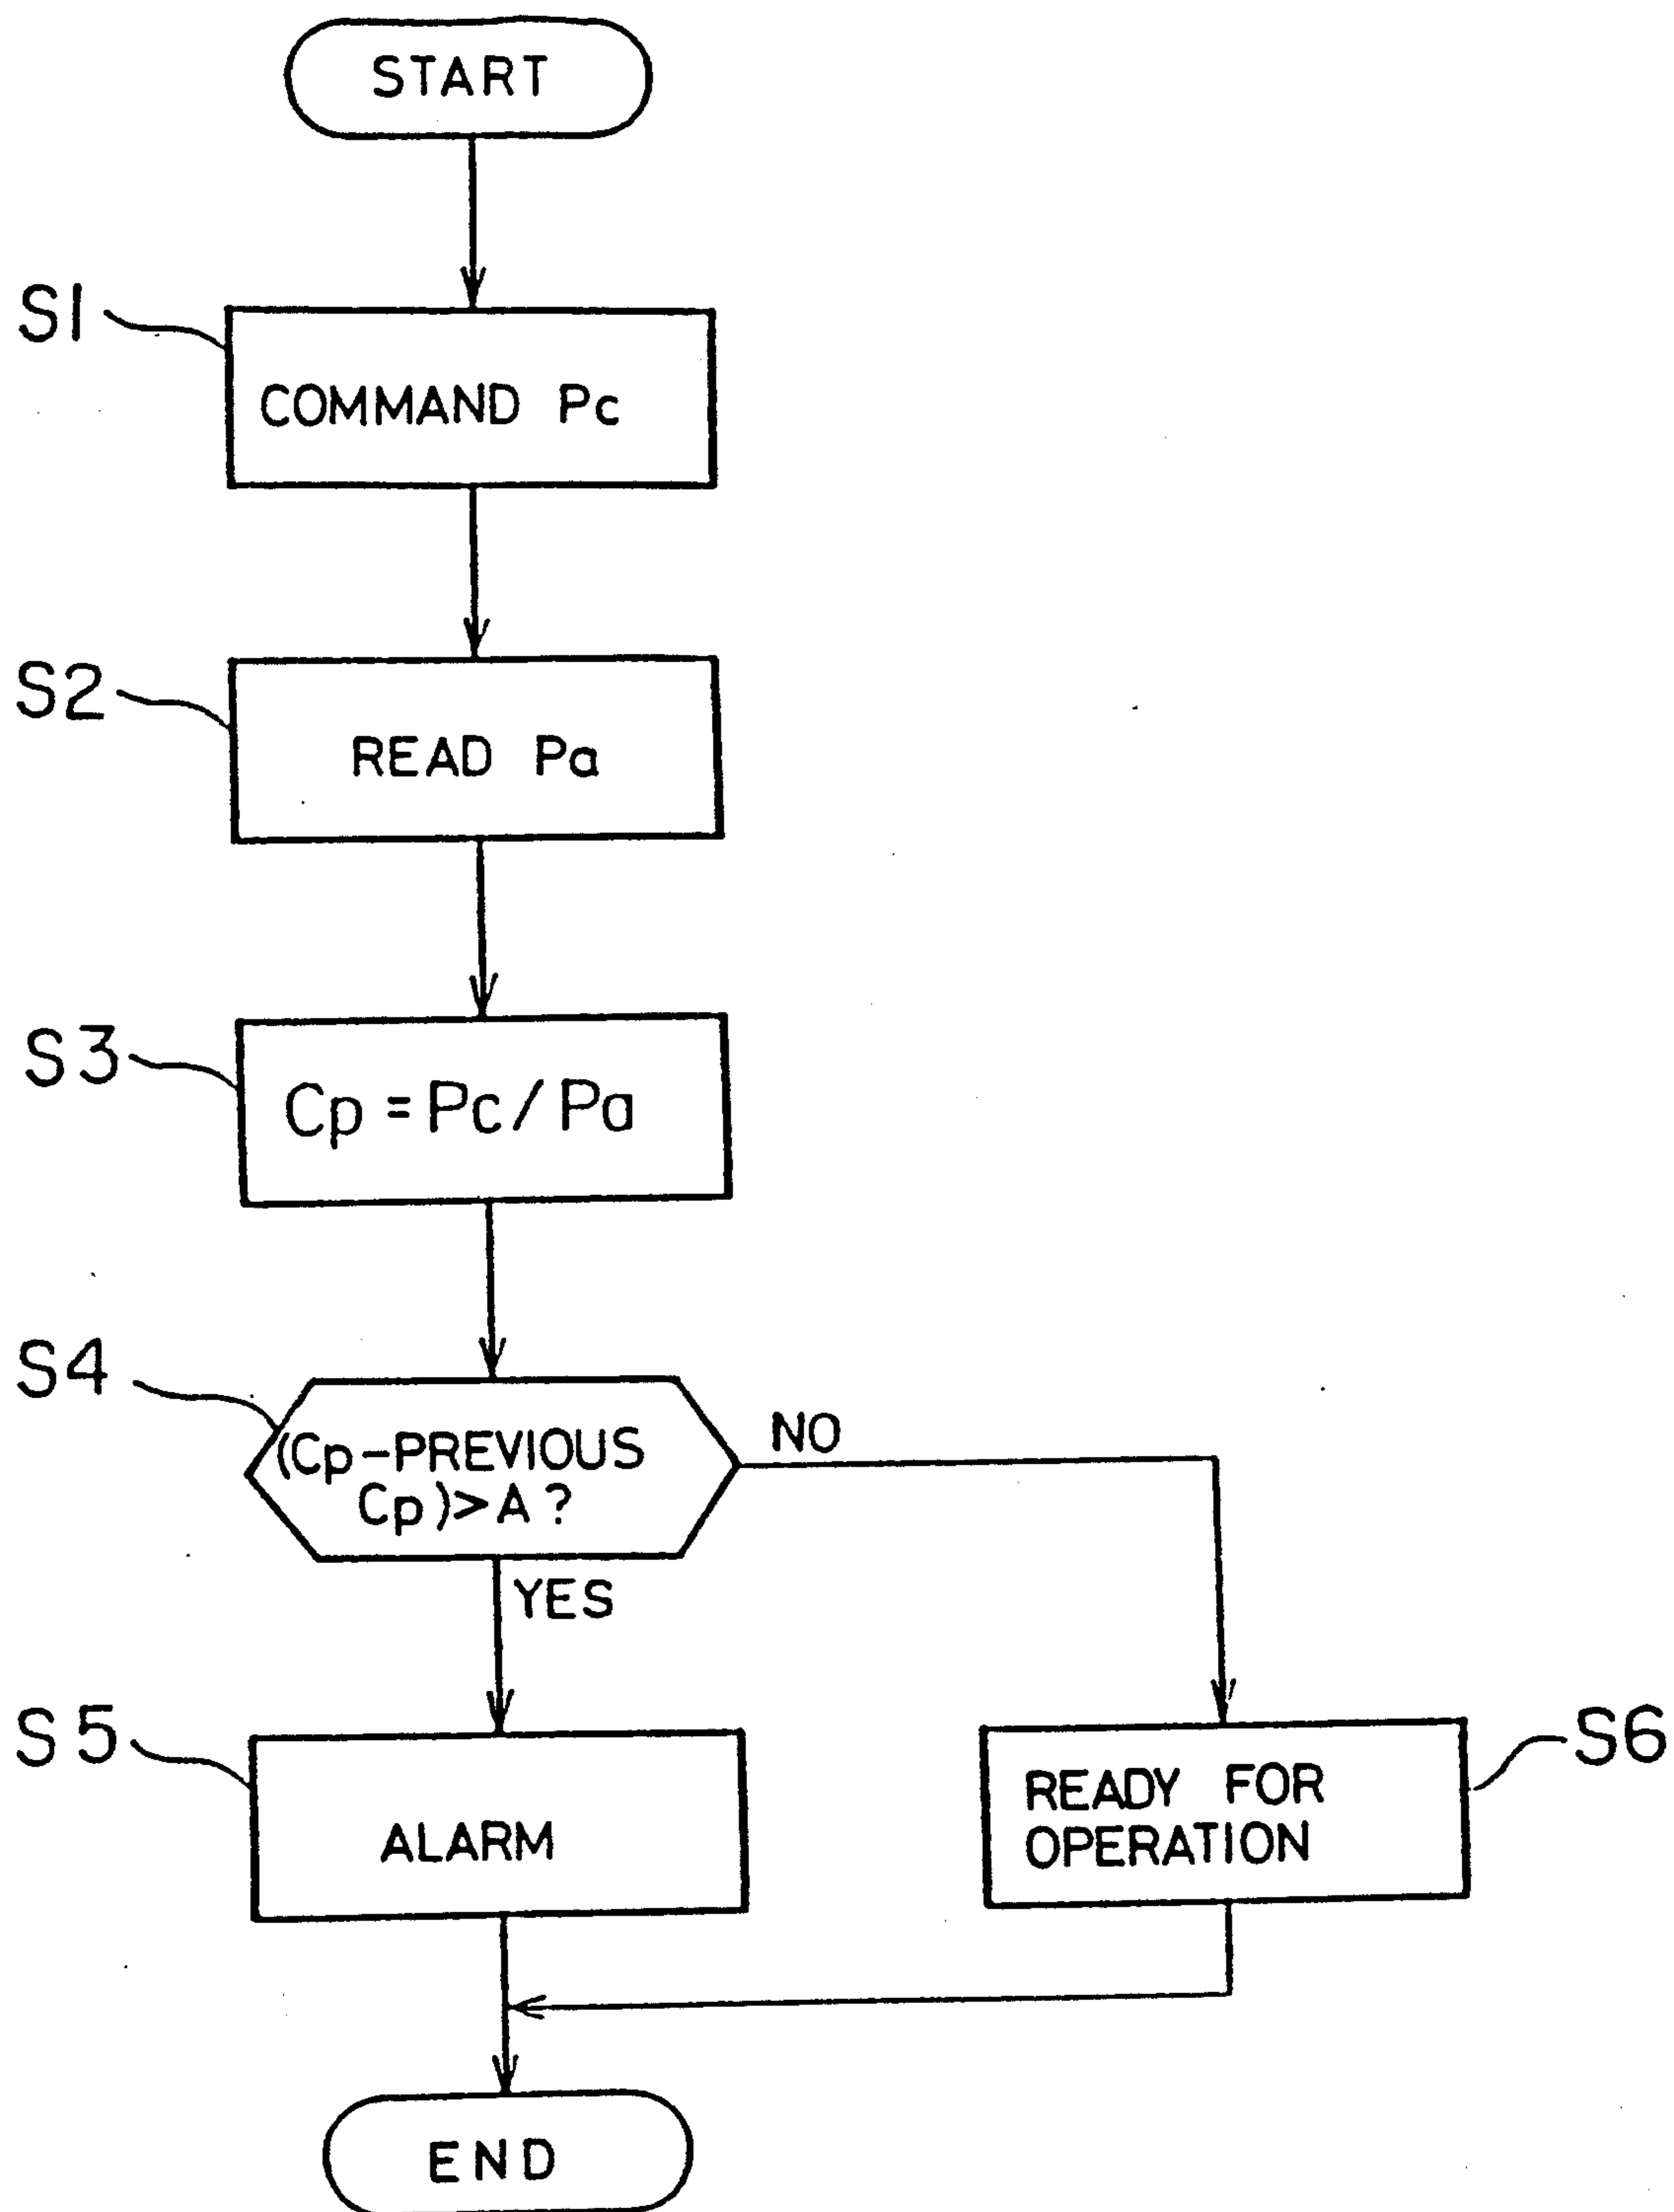 START
S1
COMMAND Pc
S2
READ Pa
S3
Cp = Pc / Pa
S4
(Cp-PREVIOUS
Cp)>A?
NO
YES
S5
ALARM
READY FOR
OPERATION
S6
END